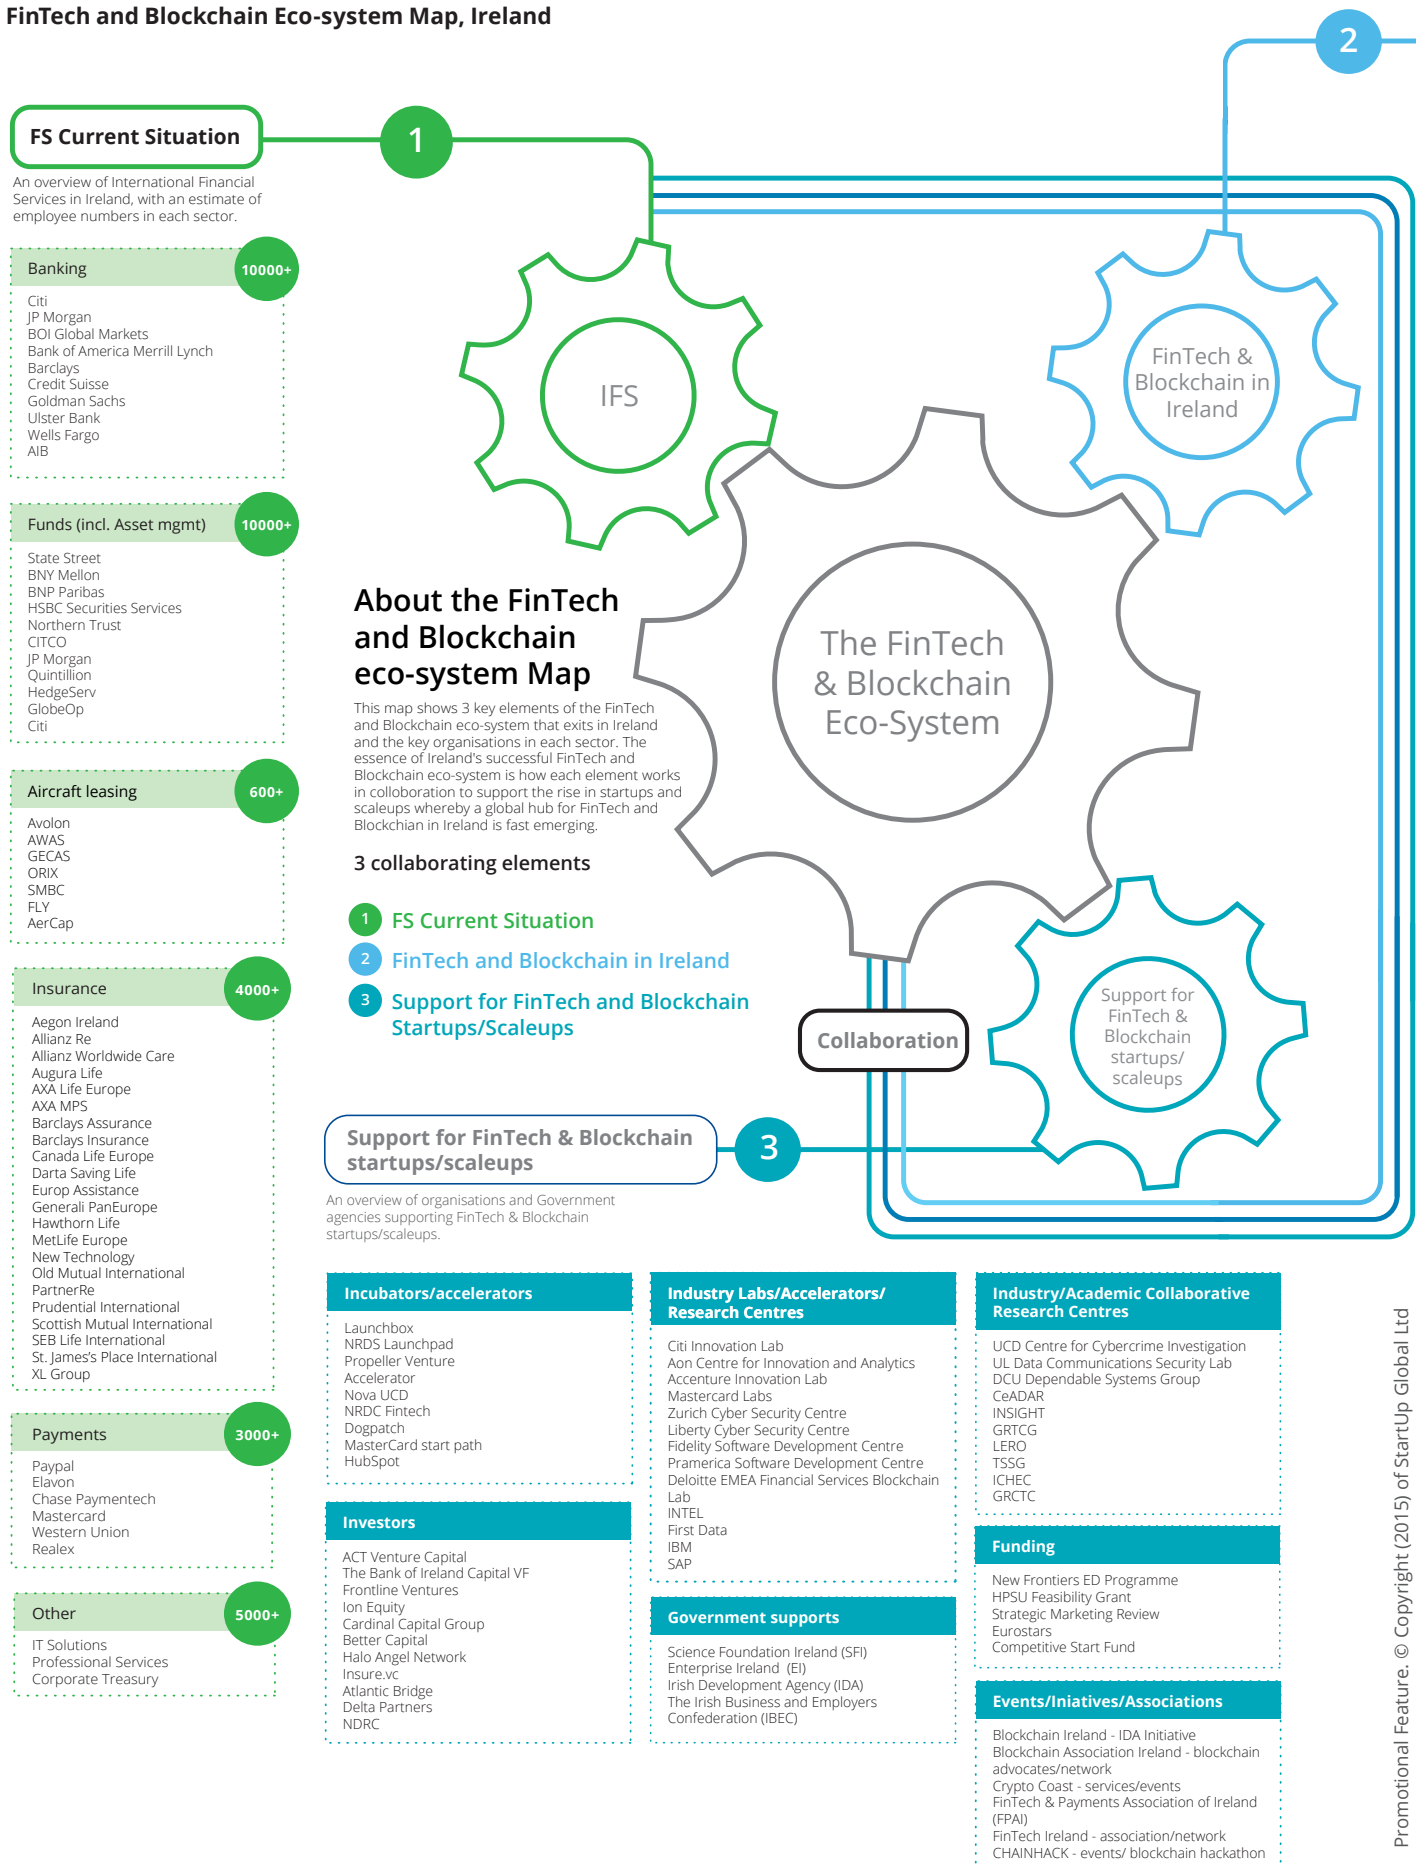 FinTech and Blockchain Eco-system Map, Ireland
2
FS Current Situation
1
An overview of International Financial
Services in Ireland, with an estimate of
employee numbers in each sector.
Banking
10000+
Citi
JP Morgan
BOI Global Markets
Bank of America Merrill Lynch
Barclays
Credit Suisse
Goldman Sachs
Ulster Bank
Wells Fargo
AIB
Funds (incl. Asset mgmt)
10000+
State Street
BNY Mellon
BNP Paribas
HSBC Securities Services
Northern Trust
CITCO
JP Morgan
Quintillion
HedgeServ
GlobeOp
Citi
Aircraft leasing
600+
Avolon
AWAS
GECAS
ORIX
SMBC
FLY
AerCap
Insurance
4000+
Aegon Ireland
Allianz Re
Allianz Worldwide Care
Augura Life
AXA Life Europe
AXA MPS
Barclays Assurance
Barclays Insurance
Canada Life Europe
Darta Saving Life
Europ Assistance
Generali PanEurope
Hawthorn Life
MetLife Europe
New Technology
Old Mutual International
PartnerRe
Prudential International
Scottish Mutual International
SEB Life International
St. James's Place International
XL Group
Payments
3000+
Paypal
Elavon
Chase Paymentech
Mastercard
Western Union
Realex
Other
5000+
IT Solutions
Professional Services
Corporate Treasury
IFS
FinTech &
Blockchain in
Ireland
The FinTech
& Blockchain
Eco-System
About the FinTech
and Blockchain
eco-system Map
This map shows 3 key elements of the FinTech
and Blockchain eco-system that exits in Ireland
and the key organisations in each sector. The
essence of Ireland's successful FinTech and
Blockchain eco-system is how each element works
in colloboration to support the rise in startups and
scaleups whereby a global hub for FinTech and
Blockchian in Ireland is fast emerging.
3 collaborating elements
1 FS Current Situation
2 FinTech and Blockchain in Ireland
3 Support for FinTech and Blockchain
Startups/Scaleups
Collaboration
Support for
FinTech &
Blockchain
startups/
scaleups
Support for FinTech & Blockchain
startups/scaleups
3
An overview of organisations and Government
agencies supporting FinTech & Blockchain
startups/scaleups.
Incubators/accelerators
Launchbox
NRDS Launchpad
Propeller Venture
Accelerator
Nova UCD
NRDC Fintech
Dogpatch
MasterCard start path
HubSpot
Investors
ACT Venture Capital
The Bank of Ireland Capital VF
Frontline Ventures
Ion Equity
Cardinal Capital Group
Better Capital
Halo Angel Network
Insure.vc
Atlantic Bridge
Delta Partners
NDRC
Industry Labs/Accelerators/
Research Centres
Citi Innovation Lab
Aon Centre for Innovation and Analytics
Accenture Innovation Lab
Mastercard Labs
Zurich Cyber Security Centre
Liberty Cyber Security Centre
Fidelity Software Development Centre
Pramerica Software Development Centre
Deloitte EMEA Financial Services Blockchain
Lab
INTEL
First Data
IBM
SAP
Government supports
Science Foundation Ireland (SFI)
Enterprise Ireland (EI)
Irish Development Agency (IDA)
The Irish Business and Employers
Confederation (IBEC)
Industry/Academic Collaborative
Research Centres
UCD Centre for Cybercrime Investigation
UL Data Communications Security Lab
DCU Dependable Systems Group
CeADAR
INSIGHT
GRTCG
LERO
TSSG
ICHEC
GRCTC
Funding
New Frontiers ED Programme
HPSU Feasibility Grant
Strategic Marketing Review
Eurostars
Competitive Start Fund
Events/Iniatives/Associations
Blockchain Ireland - IDA Initiative
Blockchain Association Ireland - blockchain
advocates/network
Crypto Coast - services/events
FinTech & Payments Association of Ireland
(FPAI)
FinTech Ireland - association/network
CHAINHACK - events/ blockchain hackathon
Promotional Feature. © Copyright (2015) of StartUp Global Ltd